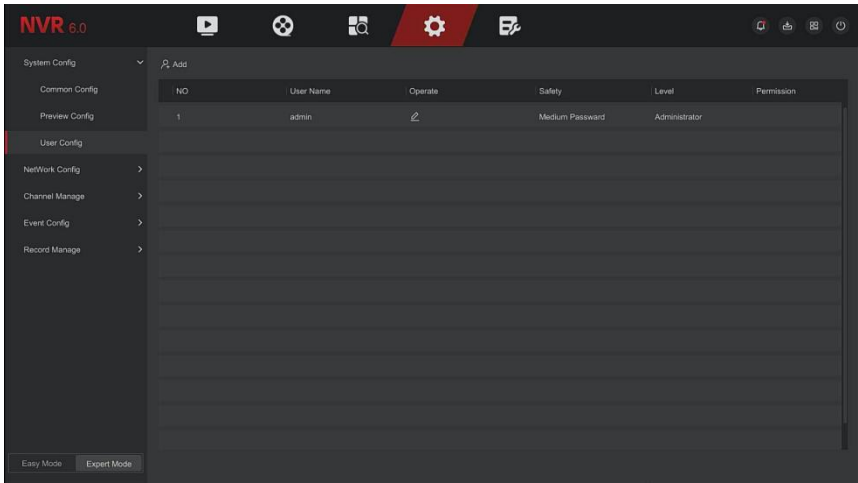 NVR 6.0
System Config
Add
Common Config
NO User Name Operate Safety Level Permission
Preview Config
1 admin Medium Passward Administrator
User Config
NetWork Config
Channel Manage
Event Config
Record Manage
Easy Mode Expert Mode